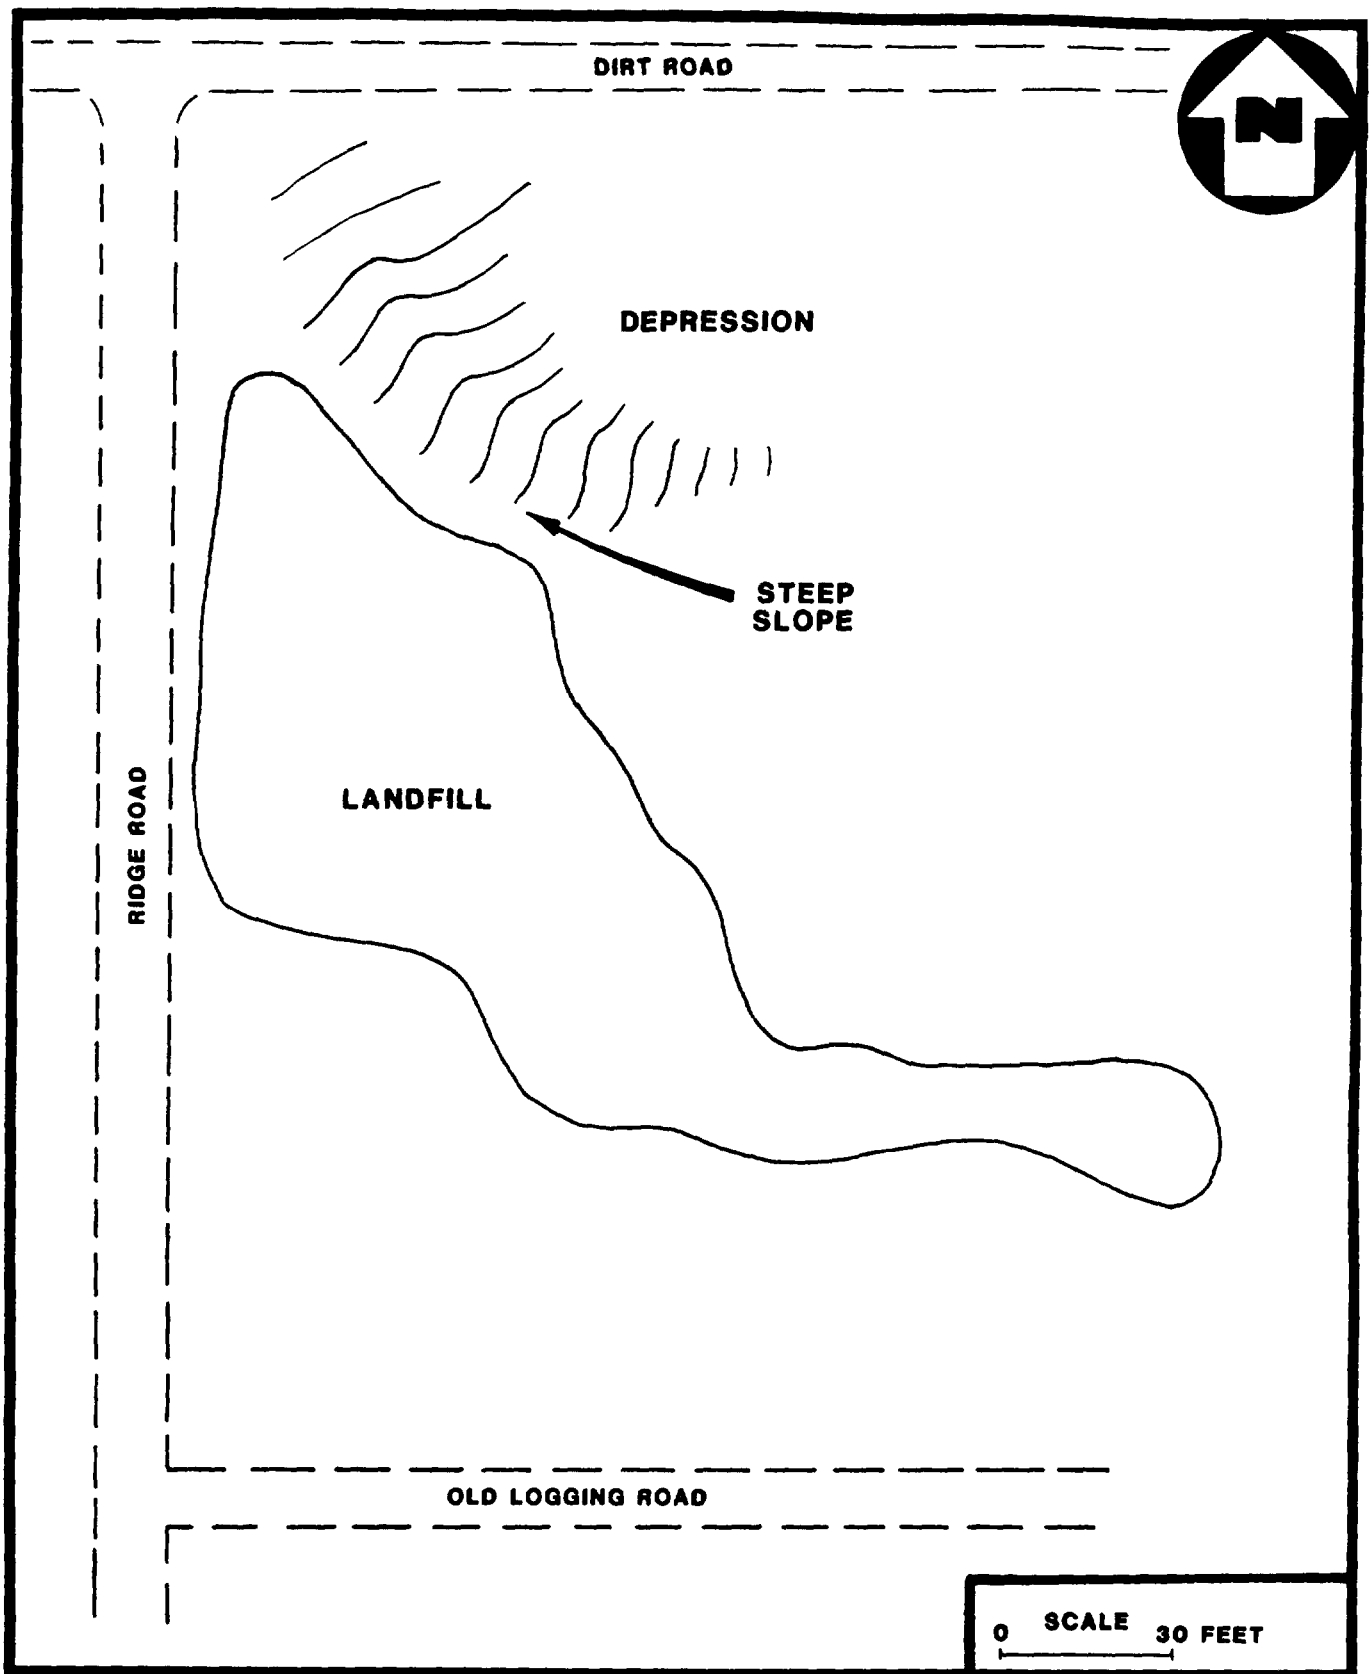 DIRT ROAD
N
DEPRESSION
STEEP
SLOPE
LANDFILL
RIDGE ROAD
OLD LOGGING ROAD
SCALE
0 30 FEET